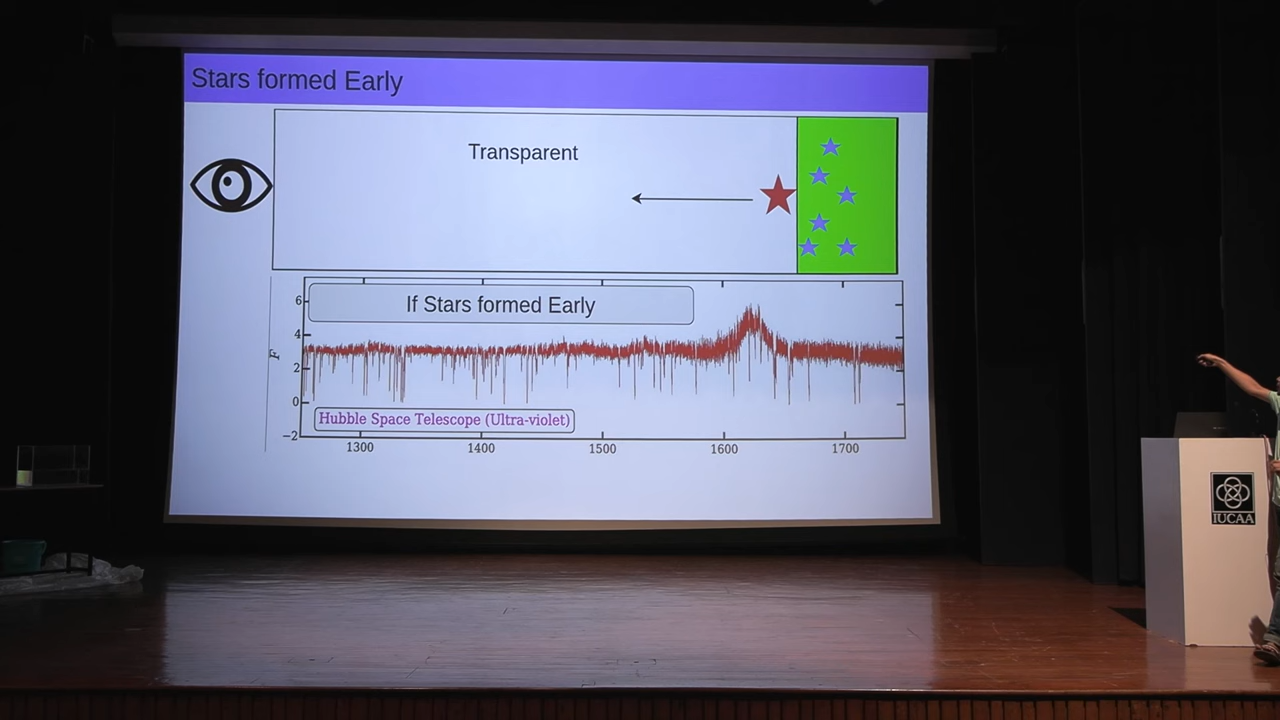 Stars formed Early
Transparent
If Stars formed Early
6
4
2
0
−2
F
Hubble Space Telescope (Ultra-violet)
1300 1400 1500 1600 1700
IUCAA